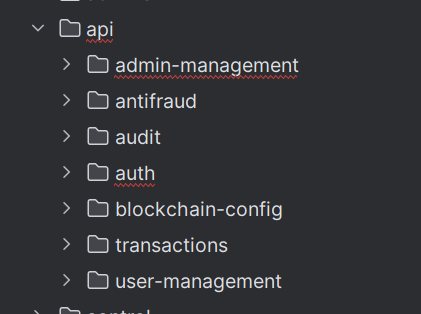 api
admin-management
antifraud
audit
auth
blockchain-config
transactions
user-management